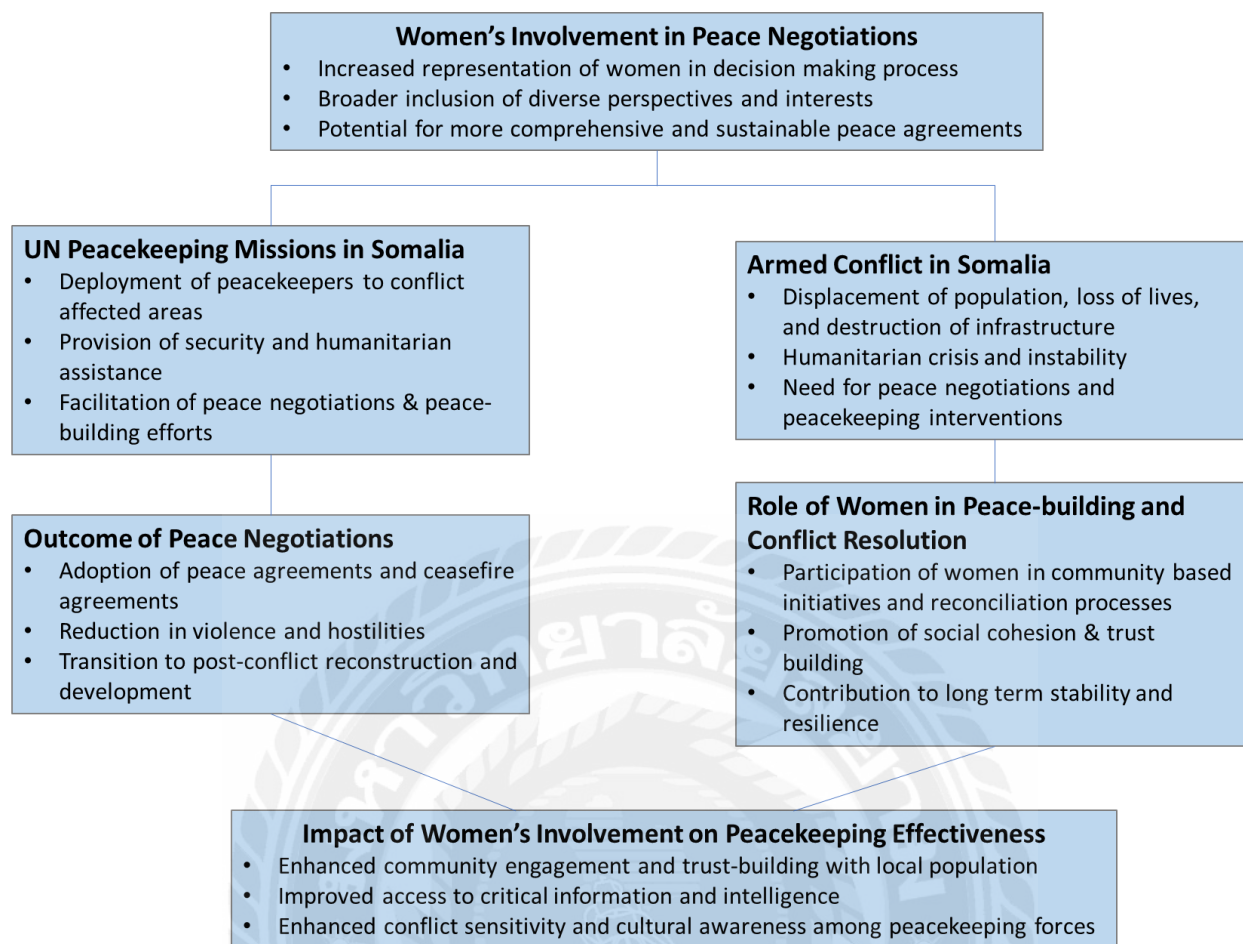 Women's Involvement in Peace Negotiations
• Increased representation of women in decision making process
• Broader inclusion of diverse perspectives and interests
• Potential for more comprehensive and sustainable peace agreements
UN Peacekeeping Missions in Somalia
• Deployment of peacekeepers to conflict
affected areas
• Provision of security and humanitarian
assistance
• Facilitation of peace negotiations & peace-
building efforts
Armed Conflict in Somalia
• Displacement of population, loss of lives,
and destruction of infrastructure
• Humanitarian crisis and instability
• Need for peace negotiations and
peacekeeping interventions
Outcome of Peace Negotiations
• Adoption of peace agreements and ceasefire
agreements
• Reduction in violence and hostilities
• Transition to post-conflict reconstruction and
development
Role of Women in Peace-building and
Conflict Resolution
• Participation of women in community based
initiatives and reconciliation processes
• Promotion of social cohesion & trust
building
• Contribution to long term stability and
resilience
Impact of Women's Involvement on Peacekeeping Effectiveness
• Enhanced community engagement and trust-building with local population
• Improved access to critical information and intelligence
• Enhanced conflict sensitivity and cultural awareness among peacekeeping forces